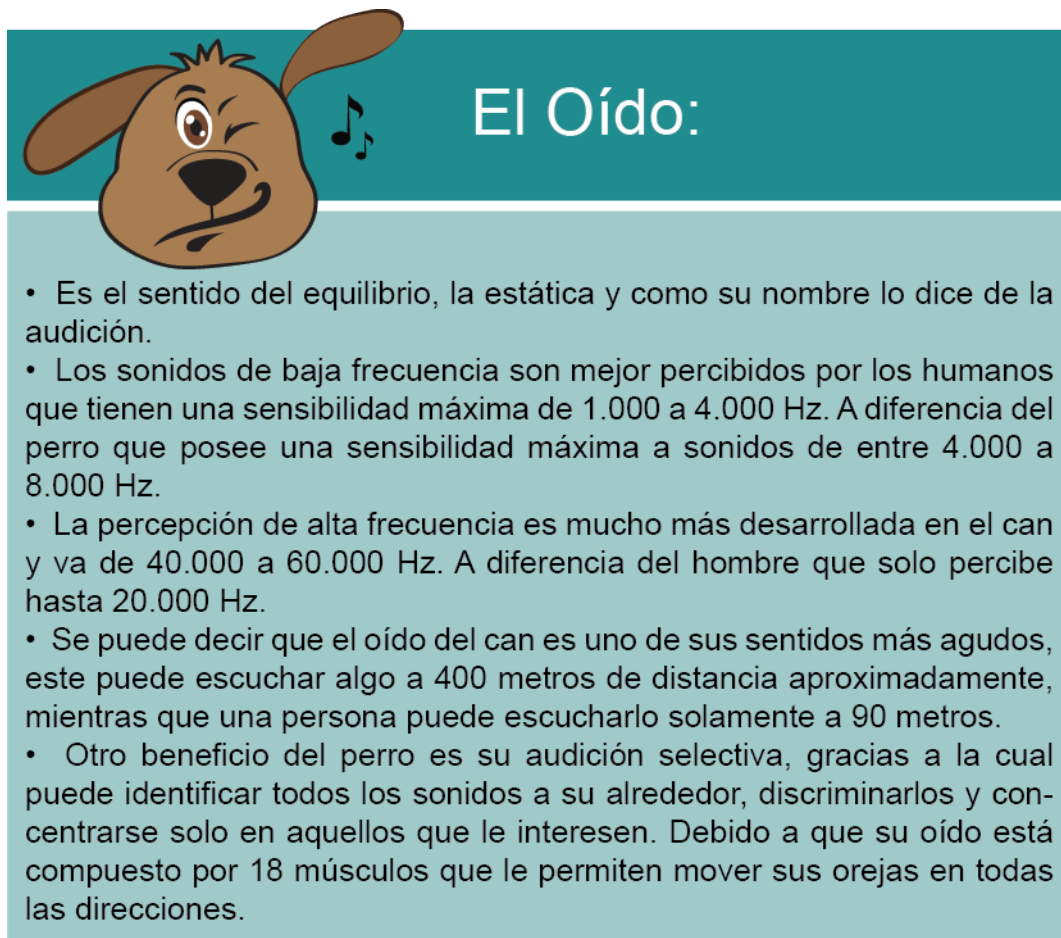 El Oído:
• Es el sentido del equilibrio, la estática y como su nombre lo dice de la
audición.
• Los sonidos de baja frecuencia son mejor percibidos por los humanos
que tienen una sensibilidad máxima de 1.000 a 4.000 Hz. A diferencia del
perro que posee una sensibilidad máxima a sonidos de entre 4.000 a
8.000 Hz.
• La percepción de alta frecuencia es mucho más desarrollada en el can
y va de 40.000 a 60.000 Hz. A diferencia del hombre que solo percibe
hasta 20.000 Hz.
• Se puede decir que el oído del can es uno de sus sentidos más agudos,
este puede escuchar algo a 400 metros de distancia aproximadamente,
mientras que una persona puede escucharlo solamente a 90 metros.
• Otro beneficio del perro es su audición selectiva, gracias a la cual
puede identificar todos los sonidos a su alrededor, discriminarlos y con-
centrarse solo en aquellos que le interesen. Debido a que su oído está
compuesto por 18 músculos que le permiten mover sus orejas en todas
las direcciones.